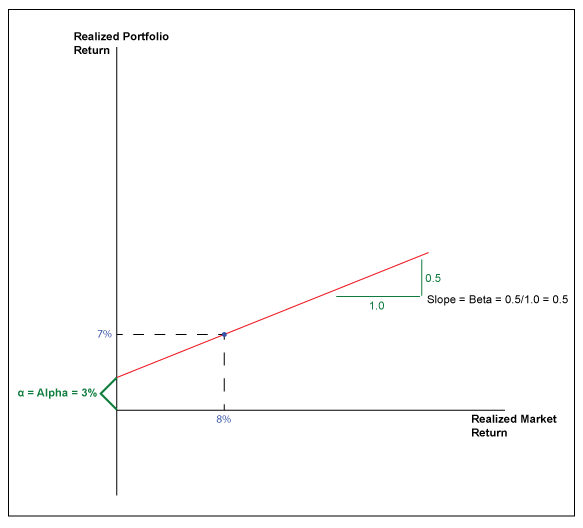 Realized Portfolio
Return
0.5
1.0
Slope = Beta = 0.5/1.0 = 0.5
7%
α = Alpha = 3%
8%
Realized Market
Return